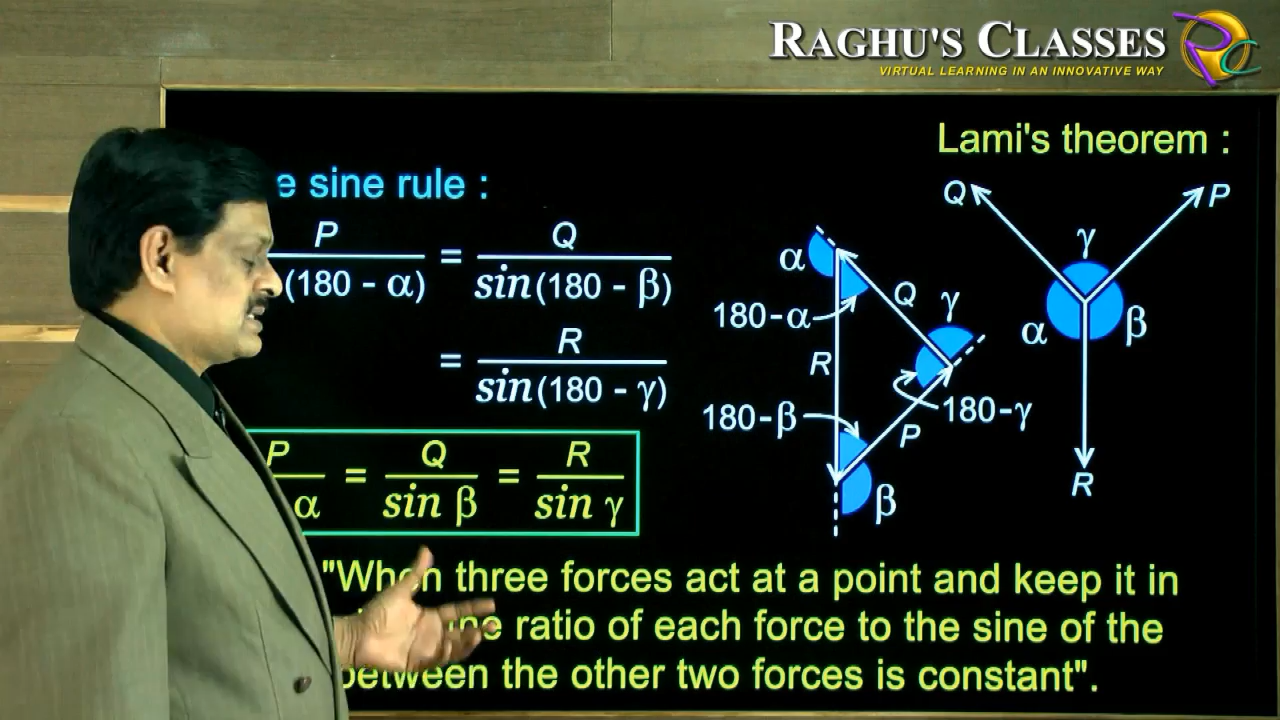 RAGHU'S CLASSES
VIRTUAL LEARNING IN AN INNOVATIVE WAY
Lami's theorem :
e sine rule :
P
(180 - α)
=
Q
sin(180 - β)
=
R
sin(180 - γ)
P
α
=
Q
sin β
=
R
sin γ
α
180-α
Q
γ
R
180-β
P
180-γ
β
Q
P
γ
α
β
R
"When three forces act at a point and keep it in
ratio of each force to the sine of the
between the other two forces is constant".